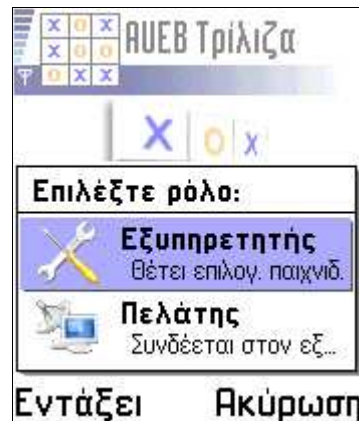 X O X
X O O
O X X
AUEB Τρίλιζα
X O X
Επιλέξτε ρόλο:
Εξυπηρετητής
Θέτει επιλογ. παιχνιδ.
Πελάτης
Συνδέεται στον εξ...
Εντάξει Ακύρωση